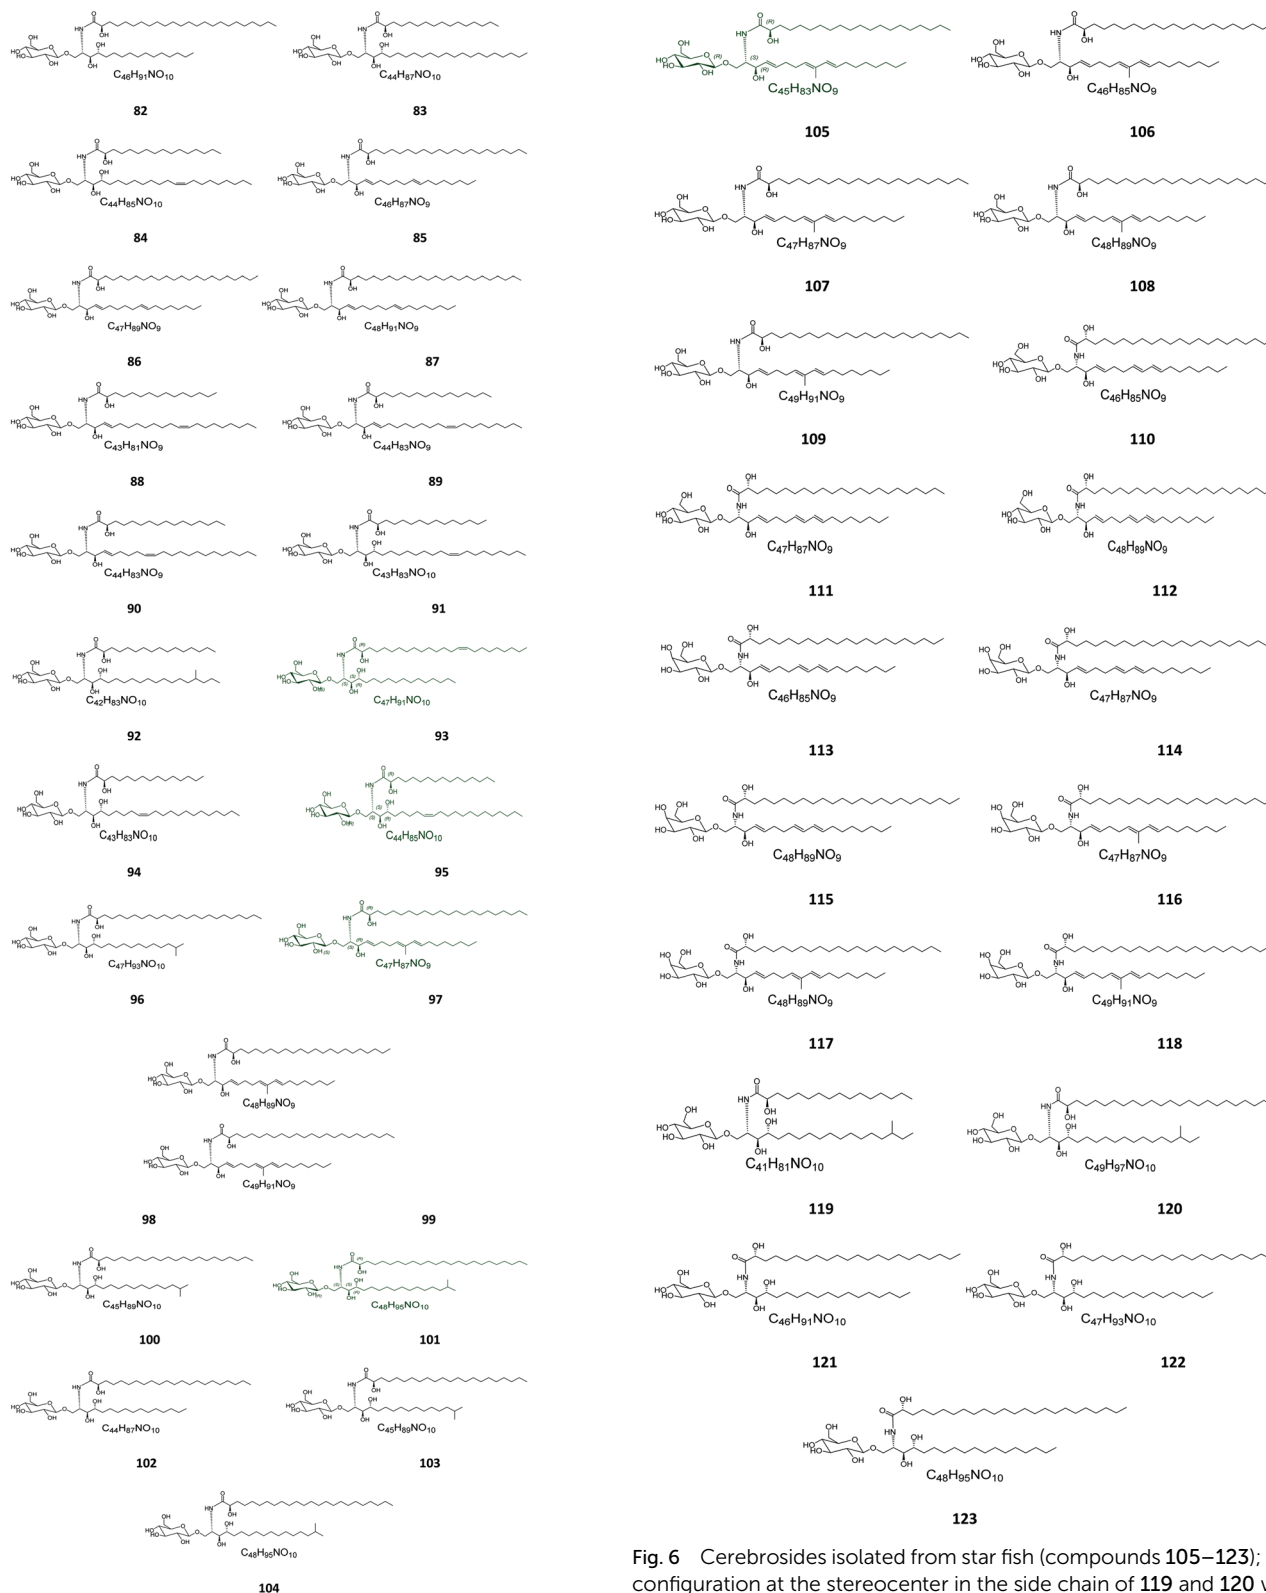 C46H91NO10
82
C44H87NO10
83
C44H85NO10
84
C46H87NO9
85
C47H89NO9
86
C48H91NO9
87
C43H81NO9
88
C44H83NO9
89
C44H83NO9
90
C43H83NO10
91
C42H83NO10
92
C47H91NO10
93
C43H83NO10
94
C44H85NO10
95
C47H93NO10
96
C47H87NO9
97
C48H89NO9
C49H91NO9
98 99
C45H89NO10
100
C48H95NO10
101
C44H87NO10
102
C45H89NO10
103
C48H95NO10
104
C45H83NO9
105
C46H85NO9
106
C47H87NO9
107
C48H89NO9
108
C49H91NO9
109
C46H85NO9
110
C47H87NO9
111
C48H89NO9
112
C46H85NO9
113
C47H87NO9
114
C48H89NO9
115
C47H87NO9
116
C48H89NO9
117
C49H91NO9
118
C41H81NO10
119
C49H97NO10
120
C46H91NO10
121
C47H93NO10
122
C48H95NO10
123
Fig. 6 Cerebrosides isolated from star fish (compounds 105–123);
configuration at the stereocenter in the side chain of 119 and 120